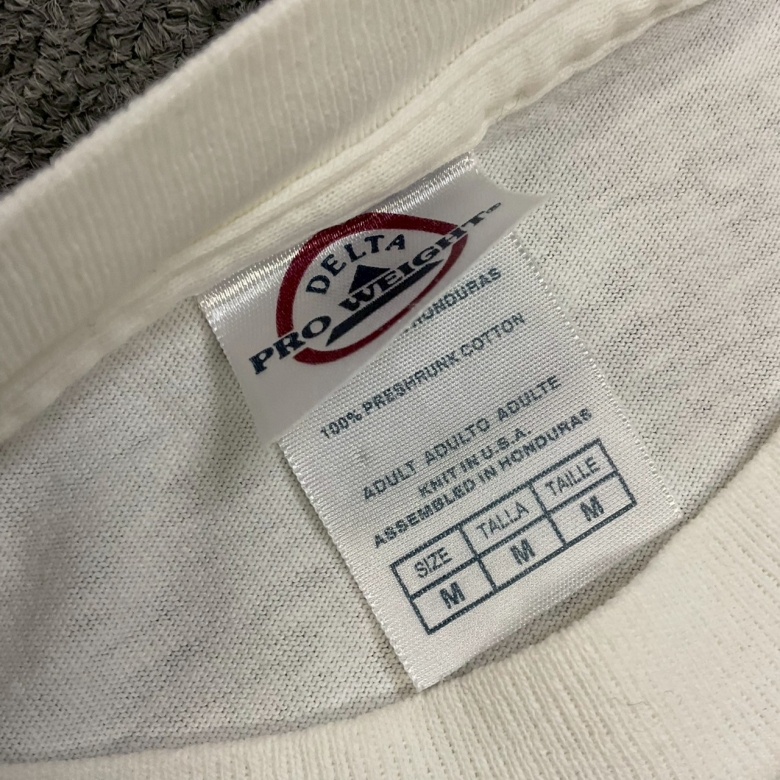 DELTA
PRO WEIGHT
HONDURAS
100% PRESHRUNK COTTON
ADULT ADULTO ADULTE
KNIT IN U.S.A.
ASSEMBLED IN HONDURAS
SIZE TALLA TAILLE
M M M